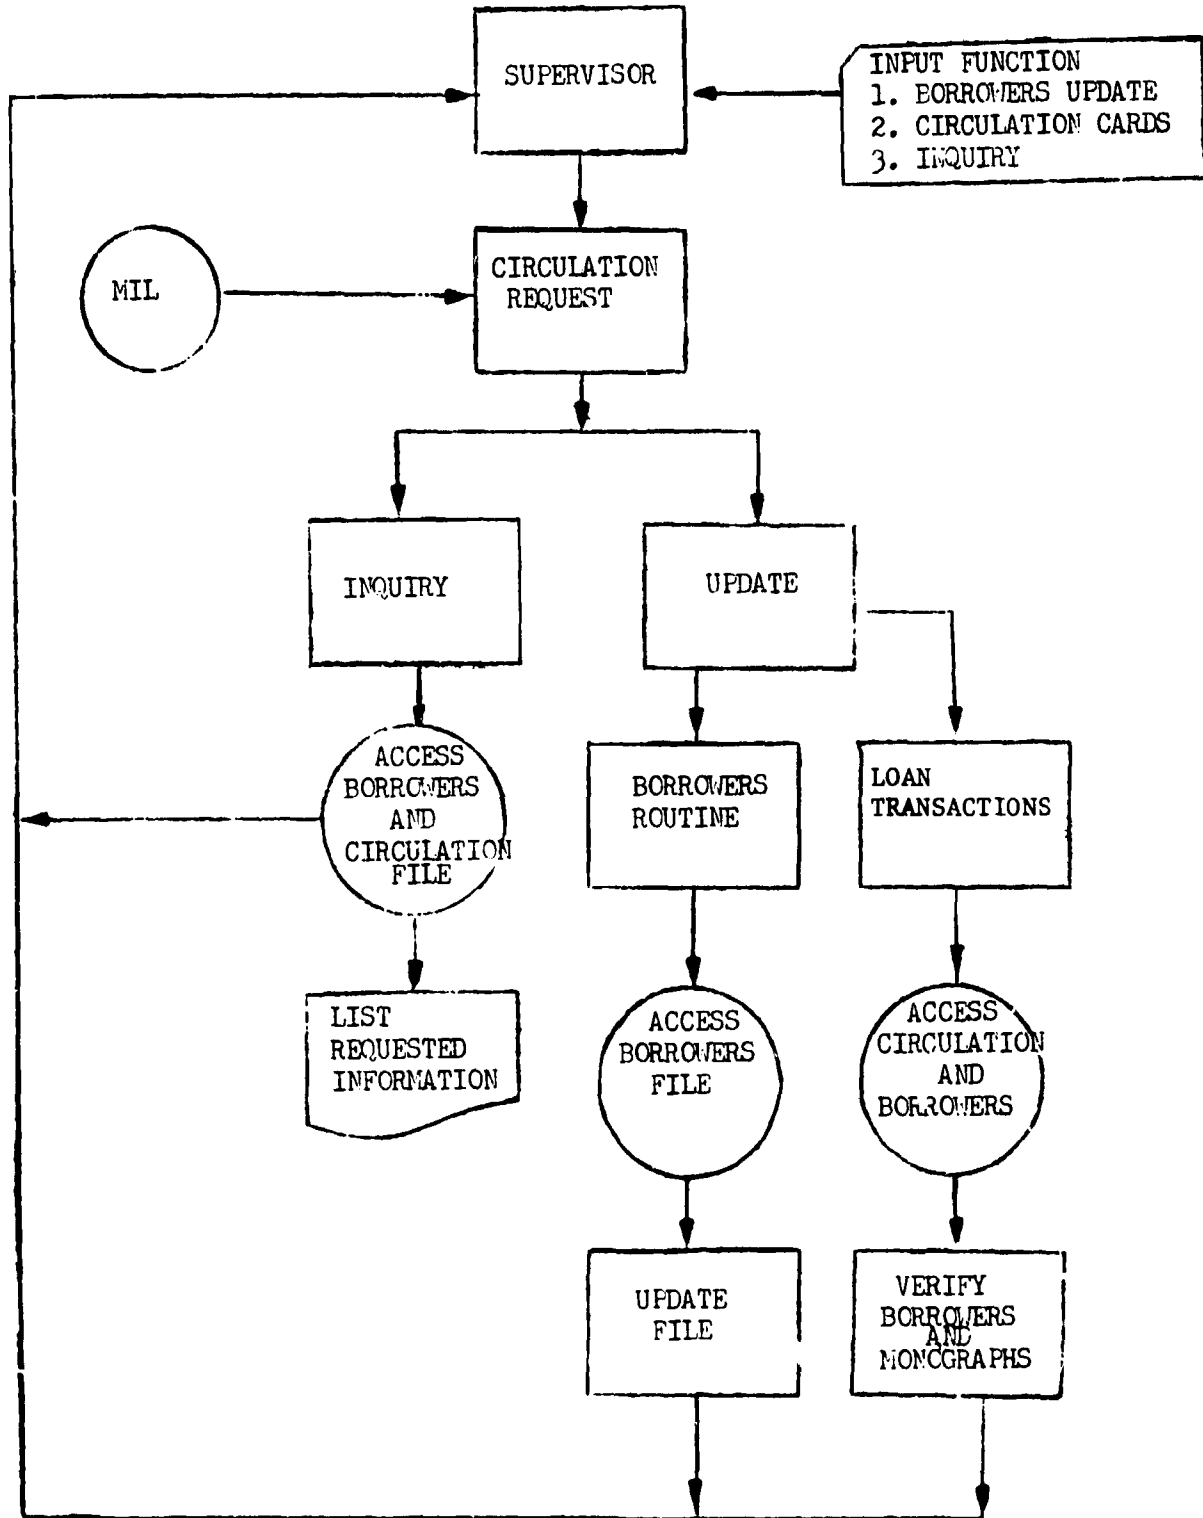 SUPERVISOR
INPUT FUNCTION
1. BORROWERS UPDATE
2. CIRCULATION CARDS
3. INQUIRY
MIL
CIRCULATION
REQUEST
INQUIRY
UPDATE
ACCESS
BORROWERS
AND
CIRCULATION
FILE
BORROWERS
ROUTINE
LOAN
TRANSACTIONS
LIST
REQUESTED
INFORMATION
ACCESS
BORROWERS
FILE
ACCESS
CIRCULATION
AND
BORROWERS
UPDATE
FILE
VERIFY
BORROWERS
AND
MONOGRAPHS